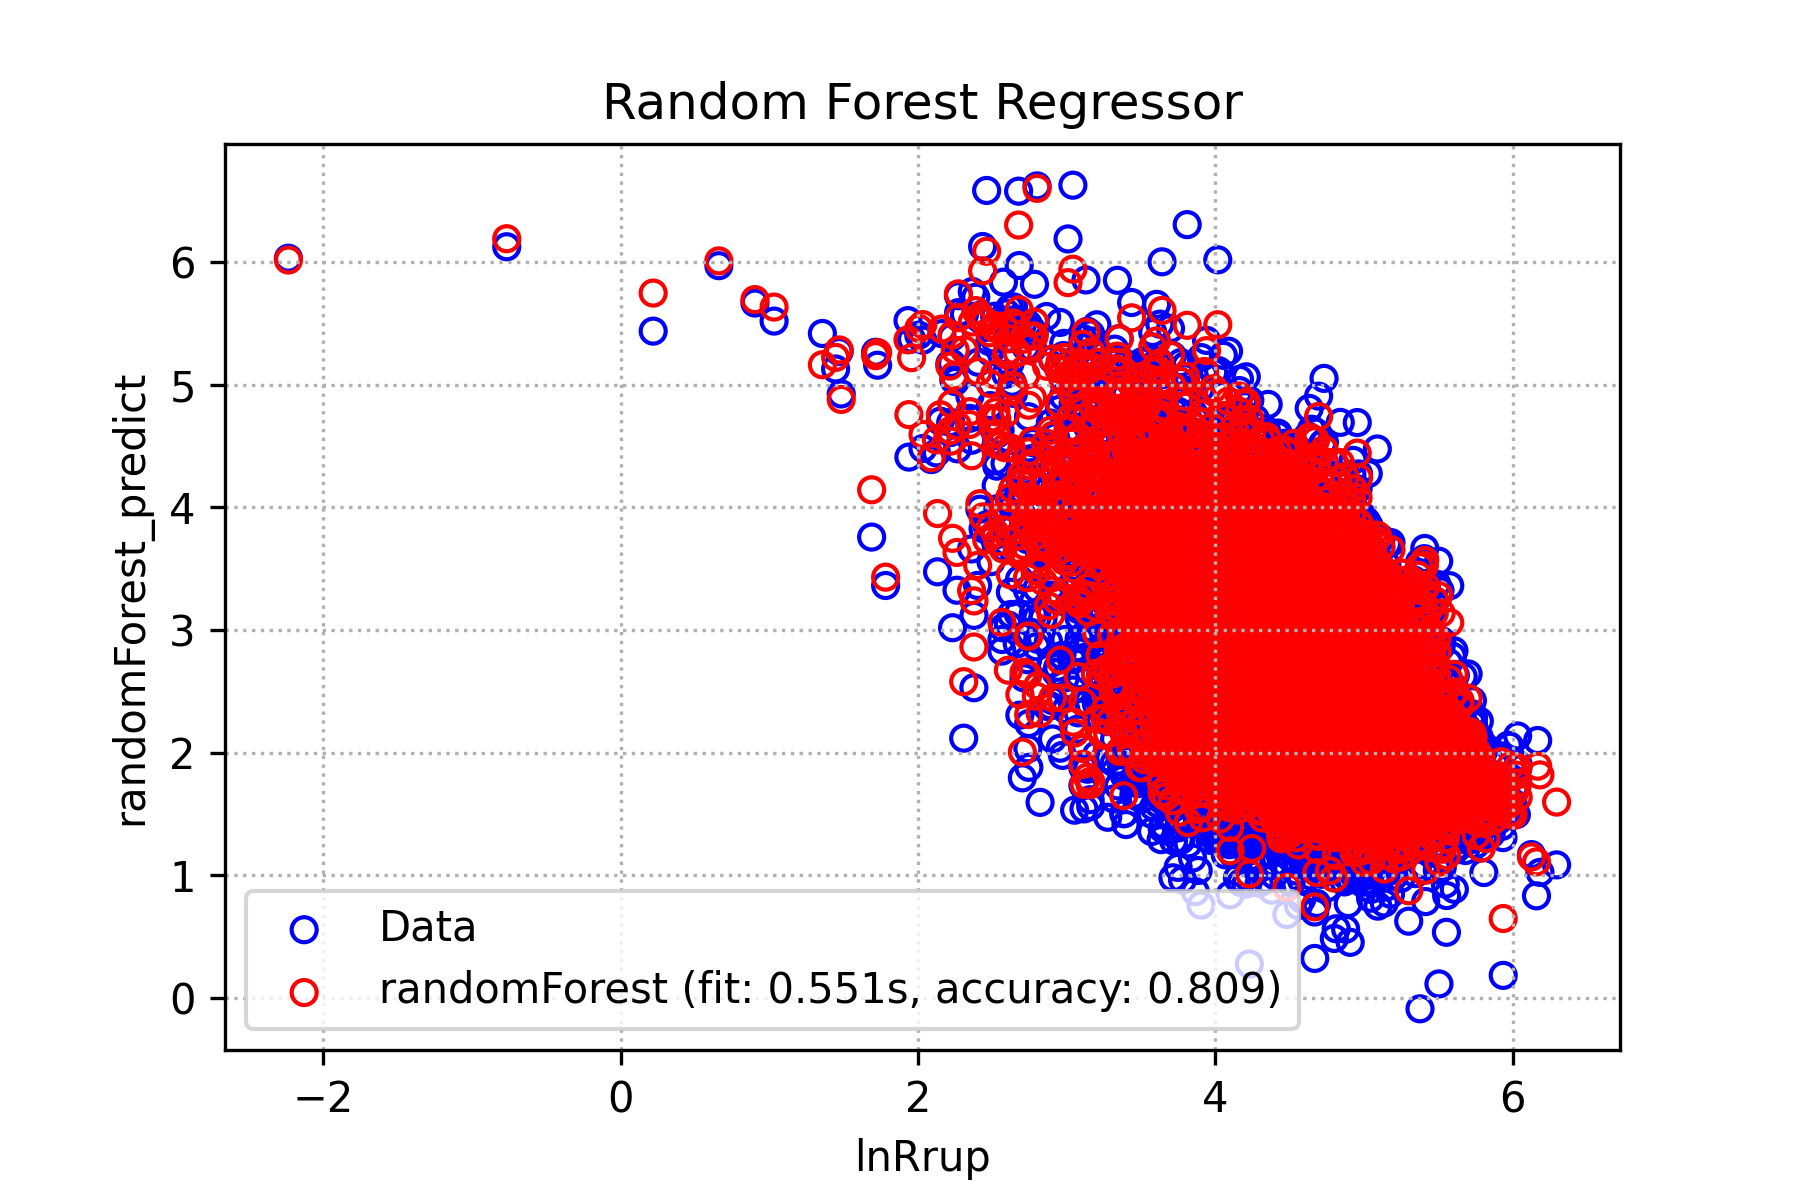 Random Forest Regressor
randomForest_predict
6
5
4
3
2
1
0
Data
randomForest (fit: 0.551s, accuracy: 0.809)
−2
0
2
4
6
lnRrup